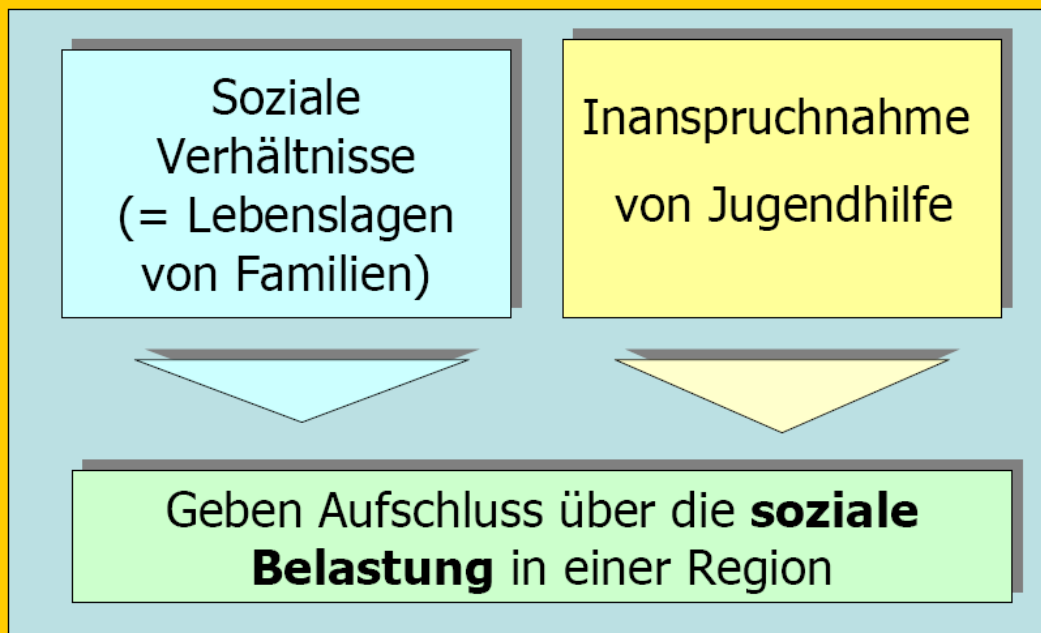 Soziale
Verhältnisse
(= Lebenslagen
von Familien)
Inanspruchnahme
von Jugendhilfe
Geben Aufschluss über die soziale
Belastung in einer Region